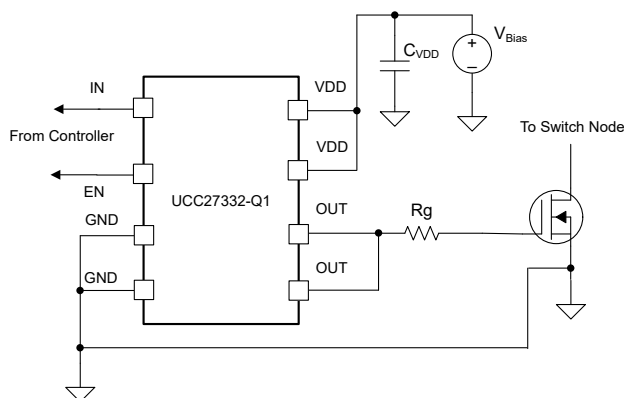 VBias
CVDD
IN
VDD
From Controller
To Switch Node
VDD
EN
UCC27332-Q1
OUT
Rg
GND
GND
OUT